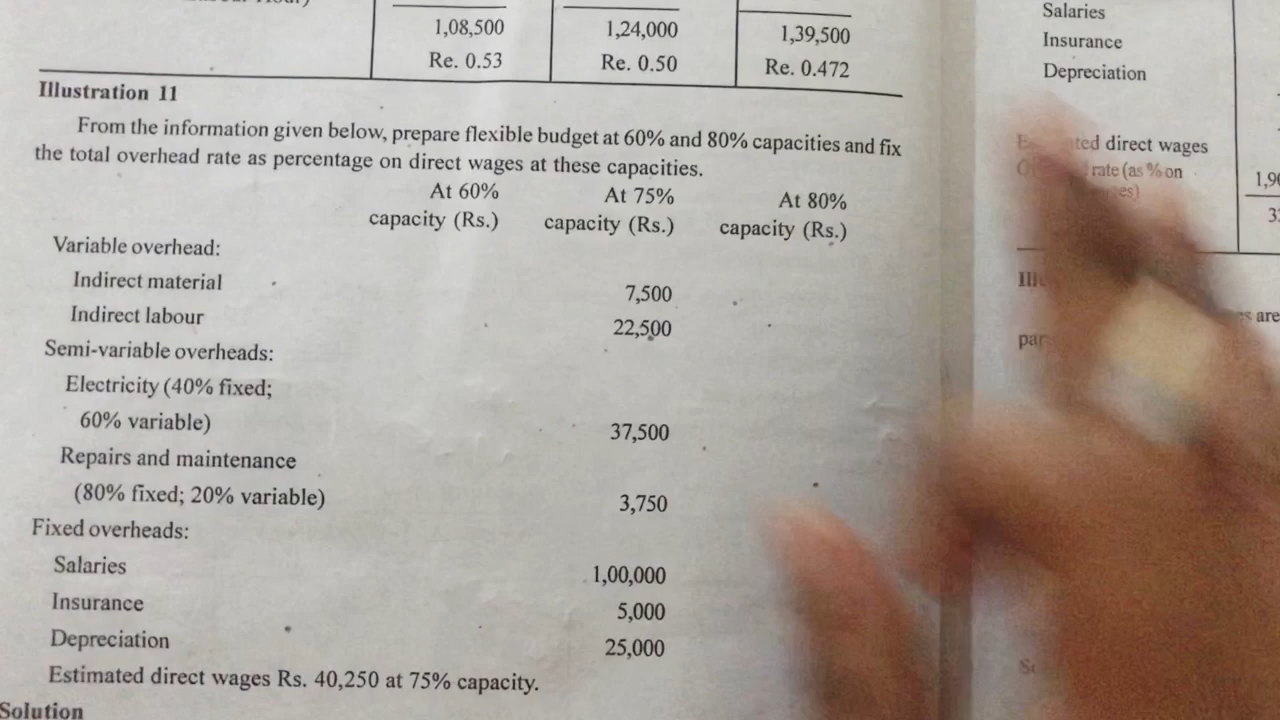 1,08,500 1,24,000 1,39,500
Re. 0.53 Re. 0.50 Re. 0.472
Illustration 11
From the information given below, prepare flexible budget at 60% and 80% capacities and fix
the total overhead rate as percentage on direct wages at these capacities.
At 60% At 75% At 80%
capacity (Rs.) capacity (Rs.) capacity (Rs.)
Variable overhead:
Indirect material 7,500
Indirect labour 22,500
Semi-variable overheads:
Electricity (40% fixed;
60% variable) 37,500
Repairs and maintenance
(80% fixed; 20% variable) 3,750
Fixed overheads:
Salaries 1,00,000
Insurance 5,000
Depreciation 25,000
Estimated direct wages Rs. 40,250 at 75% capacity.
Solution
Salaries
Insurance
Depreciation
direct wages
rate (as % on
are